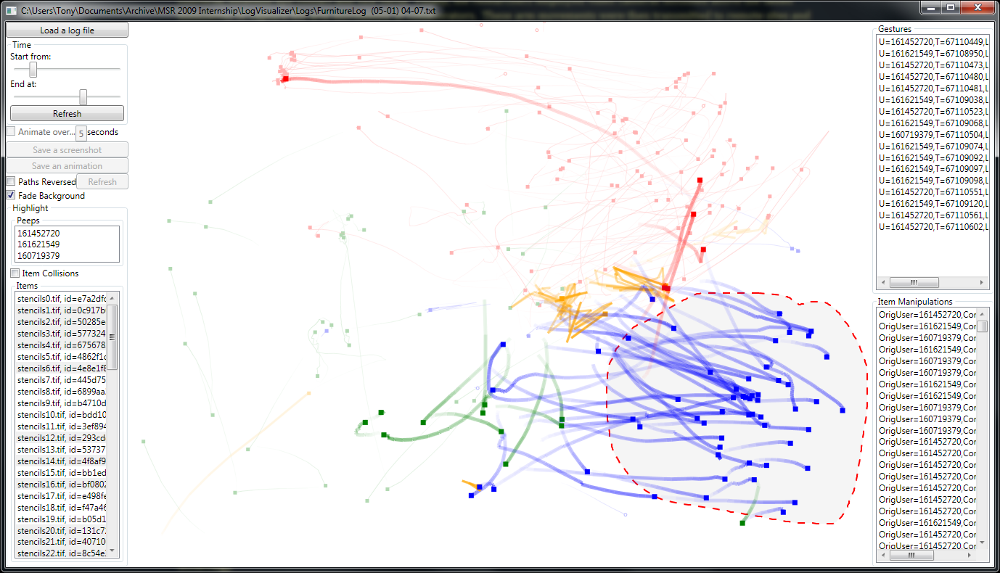 C:\Users\Tony\Documents\Archive\MSR 2009 Internship\LogVisualizer\Logs\FurnitureLog (05-01) 04-07.txt
Load a log file
Time
Start from:
End at:
Refresh
Animate over... 5 seconds
Save a screenshot
Save an animation
Paths Reversed Refresh
Fade Background
Highlight
Peeps
161452720
161621549
160719379
Item Collisions
Items
stencils0.tif, id=e7a2dfc
stencils1.tif, id=0c917b
stencils2.tif, id=50285e
stencils3.tif, id=577324
stencils4.tif, id=675678
stencils5.tif, id=4862f1c
stencils6.tif, id=4e8e1f8
stencils7.tif, id=445d75
stencils8.tif, id=6899aa
stencils9.tif, id=b4710d
stencils10.tif, id=bdd10
stencils11.tif, id=3ef894
stencils12.tif, id=293cd
stencils13.tif, id=53737
stencils14.tif, id=4f8af9
stencils15.tif, id=bb1ed
stencils16.tif, id=bf0802
stencils17.tif, id=e498fe
stencils18.tif, id=f47a46
stencils19.tif, id=b05d1
stencils20.tif, id=131c7
stencils21.tif, id=40710
stencils22.tif, id=8c54e
Gestures
U=161452720,T=67110449,L
U=161621549,T=67108950,L
U=161452720,T=67110473,L
U=161452720,T=67110480,L
U=161452720,T=67110481,L
U=161621549,T=67109038,L
U=161452720,T=67110523,L
U=161621549,T=67109068,L
U=160719379,T=67110504,L
U=161621549,T=67109074,L
U=161621549,T=67109092,L
U=161621549,T=67109097,L
U=161621549,T=67109098,L
U=161452720,T=67110551,L
U=161621549,T=67109120,L
U=161452720,T=67110561,L
U=161452720,T=67110602,L
Item Manipulations
OrigUser=161452720,Cor
OrigUser=161621549,Cor
OrigUser=160719379,Cor
OrigUser=161621549,Cor
OrigUser=160719379,Cor
OrigUser=160719379,Cor
OrigUser=161621549,Cor
OrigUser=161621549,Cor
OrigUser=160719379,Cor
OrigUser=160719379,Cor
OrigUser=160719379,Cor
OrigUser=161452720,Cor
OrigUser=161452720,Cor
OrigUser=161452720,Cor
OrigUser=161452720,Cor
OrigUser=161452720,Cor
OrigUser=161452720,Cor
OrigUser=161452720,Cor
OrigUser=161621549,Cor
OrigUser=161452720,Cor
OrigUser=161452720,Cor